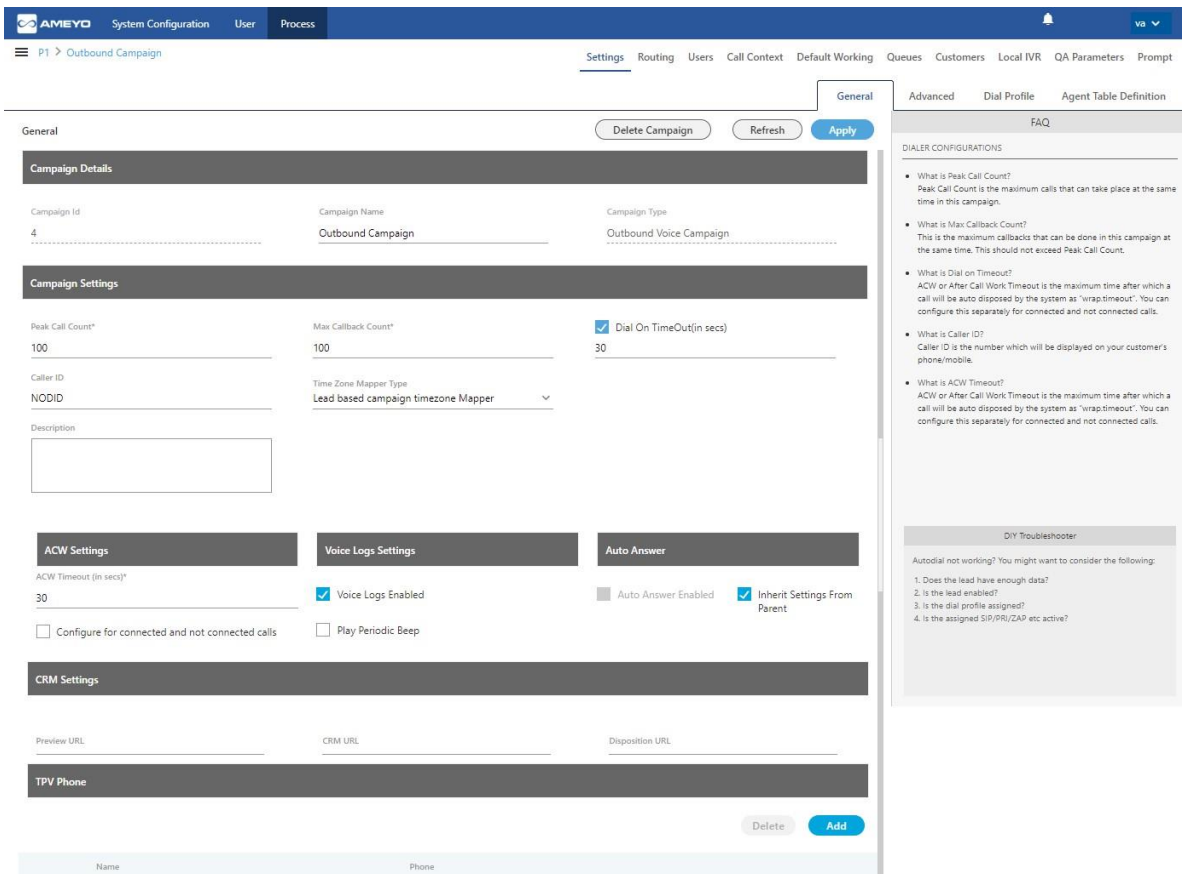 AMEYO System Configuration User Process va
P1 > Outbound Campaign
Settings Routing Users Call Context Default Working Queues Customers Local IVR QA Parameters Prompt
General Advanced Dial Profile Agent Table Definition
General Delete Campaign Refresh Apply
Campaign Details
Campaign Id Campaign Name Campaign Type
4 Outbound Campaign Outbound Voice Campaign
Campaign Settings
Peak Call Count* Max Callback Count* Dial On TimeOut(in secs)
100 100 30
Caller ID Time Zone Mapper Type
NODID Lead based campaign timezone Mapper
Description
ACW Settings Voice Logs Settings Auto Answer
ACW Timeout (in secs)*
30 Voice Logs Enabled Auto Answer Enabled Inherit Settings From
Parent
Configure for connected and not connected calls Play Periodic Beep
CRM Settings
Preview URL CRM URL Disposition URL
TPV Phone
Delete Add
Name Phone
FAQ
DIALER CONFIGURATIONS
▪ What is Peak Call Count?
Peak Call Count is the maximum calls that can take place at the same
time in this campaign.
▪ What is Max Callback Count?
This is the maximum callbacks that can be done in this campaign at
the same time. This should not exceed Peak Call Count.
▪ What is Dial on Timeout?
ACW or After Call Work Timeout is the maximum time after which a
call will be auto disposed by the system as "wrap.timeout". You can
configure this separately for connected and not connected calls.
▪ What is Caller ID?
Caller ID is the number which will be displayed on your customer's
phone/mobile.
▪ What is ACW Timeout?
ACW or After Call Work Timeout is the maximum time after which a
call will be auto disposed by the system as "wrap.timeout". You can
configure this separately for connected and not connected calls.
DIY Troubleshooter
Autodial not working? You might want to consider the following:
1. Does the lead have enough data?
2. Is the lead enabled?
3. Is the dial profile assigned?
4. Is the assigned SIP/PRI/ZAP etc active?